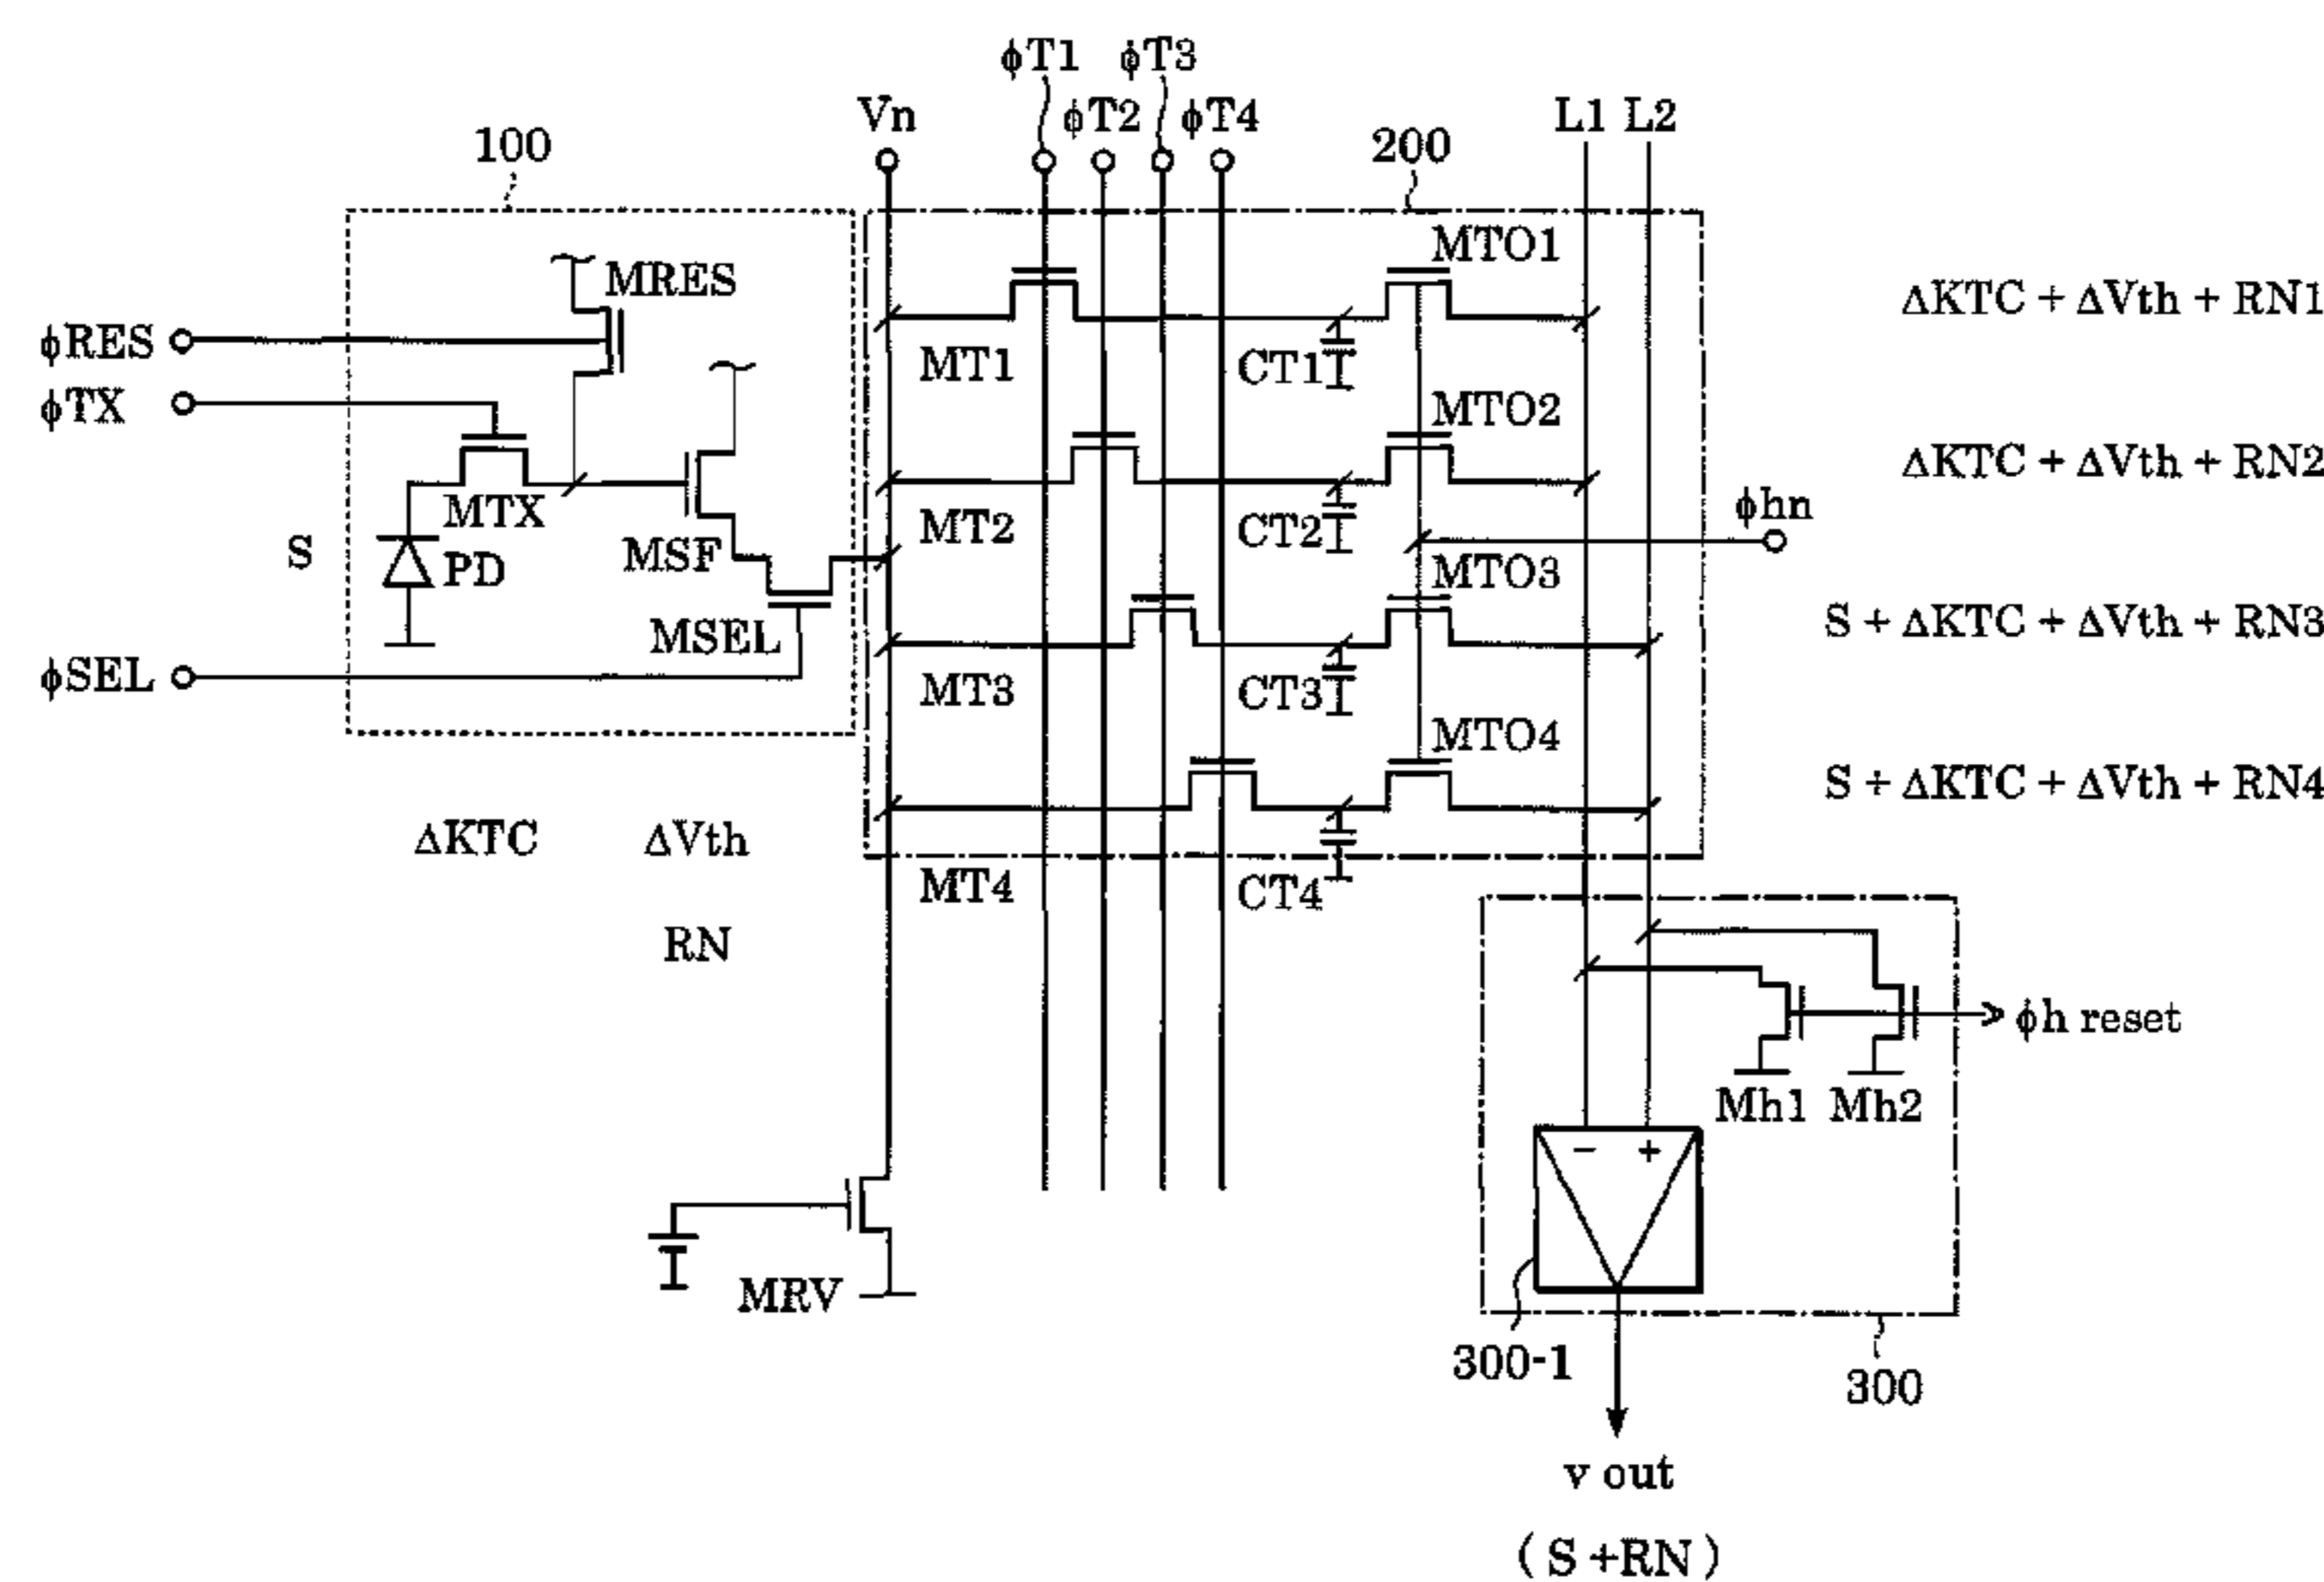 ϕT1 ϕT3
Vn ϕT2 ϕT4 L1 L2
100 200
MTO1
MRES ΔKTC + ΔVth + RN1
ϕRES
MT1 CT1
ϕTX MTO2
ΔKTC + ΔVth + RN2
MTX ϕhn
S PD MSF MT2 CT2
MTO3
MSEL S + ΔKTC + ΔVth + RN3
ϕSEL MT3 CT3
MTO4
S + ΔKTC + ΔVth + RN4
ΔKTC ΔVth
MT4 CT4
RN
ϕh reset
Mh1 Mh2
− +
MRV
300-1 300
v out
( S +RN )